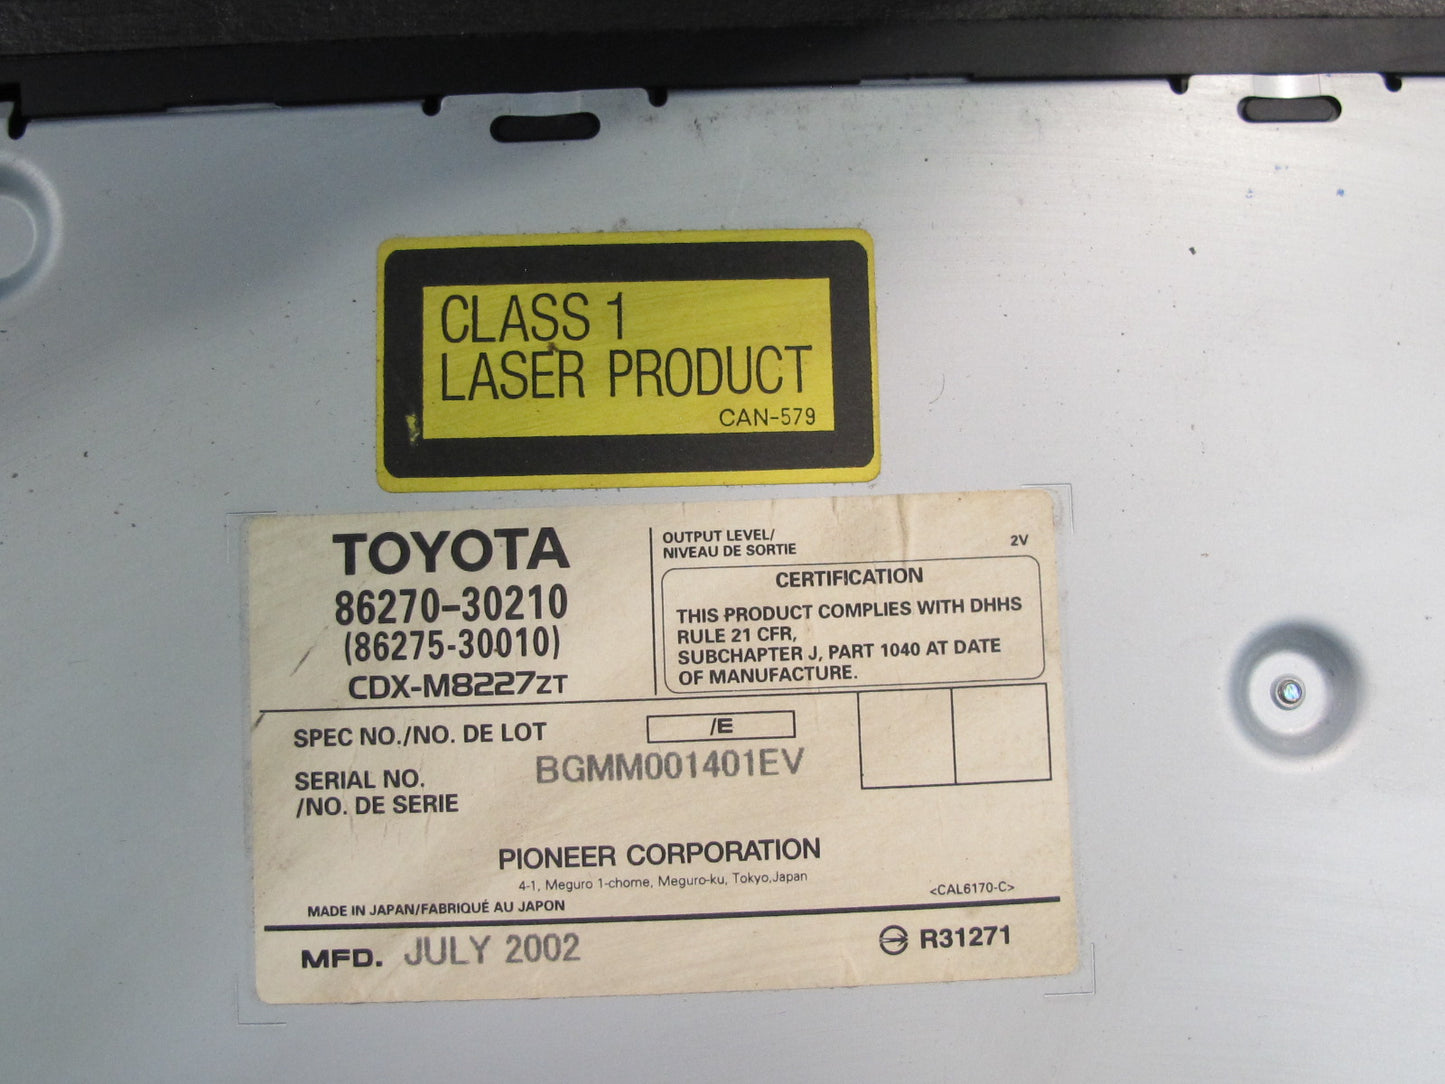 CLASS 1
LASER PRODUCT
CAN-579
TOYOTA
86270-30210
(86275-30010)
CDX-M8227ZT
OUTPUT LEVEL/
NIVEAU DE SORTIE
2V
CERTIFICATION
THIS PRODUCT COMPLIES WITH DHHS
RULE 21 CFR,
SUBCHAPTER J, PART 1040 AT DATE
OF MANUFACTURE.
SPEC NO./NO. DE LOT
/E
SERIAL NO.
/NO. DE SERIE
BGMM001401EV
PIONEER CORPORATION
4-1, Meguro 1-chome, Meguro-ku, Tokyo,Japan
<CAL6170-C>
MADE IN JAPAN/FABRIQUÉ AU JAPON
MFD. JULY 2002
R31271